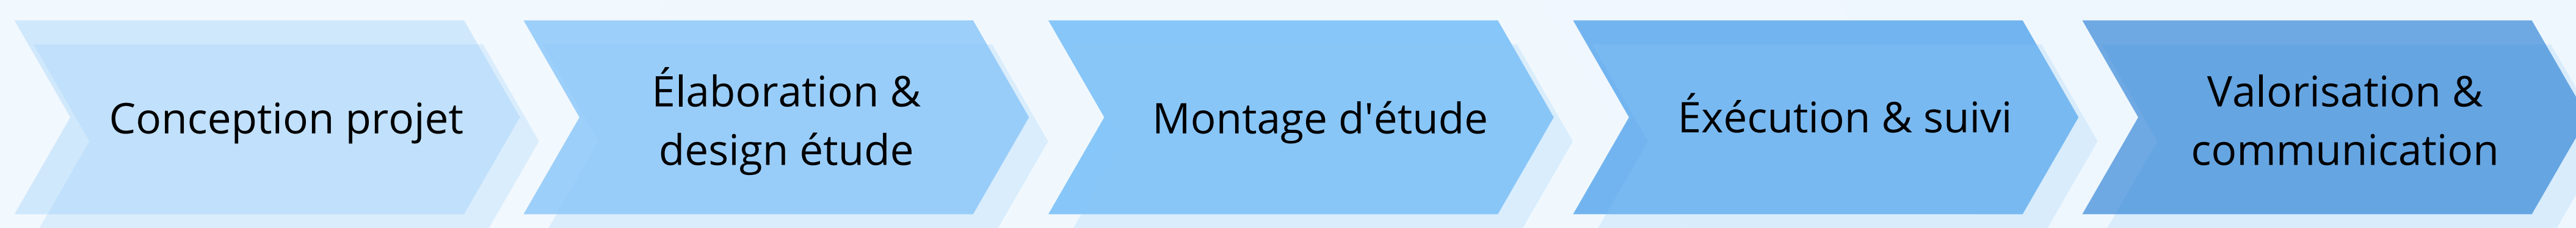 Conception projet
Élaboration &
design étude
Montage d'étude
Éxécution & suivi
Valorisation &
communication